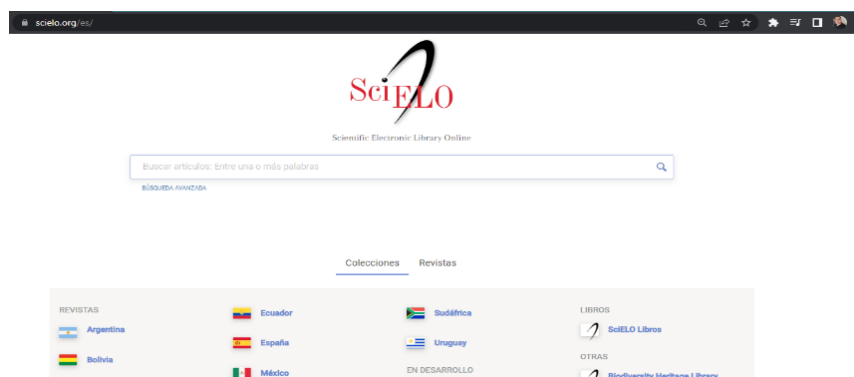 scielo.org/es/
SciELO
Scientific Electronic Library Online
Buscar artículos: Entre una o más palabras
BÚSQUEDA AVANZADA
Colecciones Revistas
REVISTAS
Argentina
Bolivia
Ecuador
España
México
Sudáfrica
Uruguay
EN DESARROLLO
LIBROS
SciELO Libros
OTRAS
Biodiversity Heritage Library